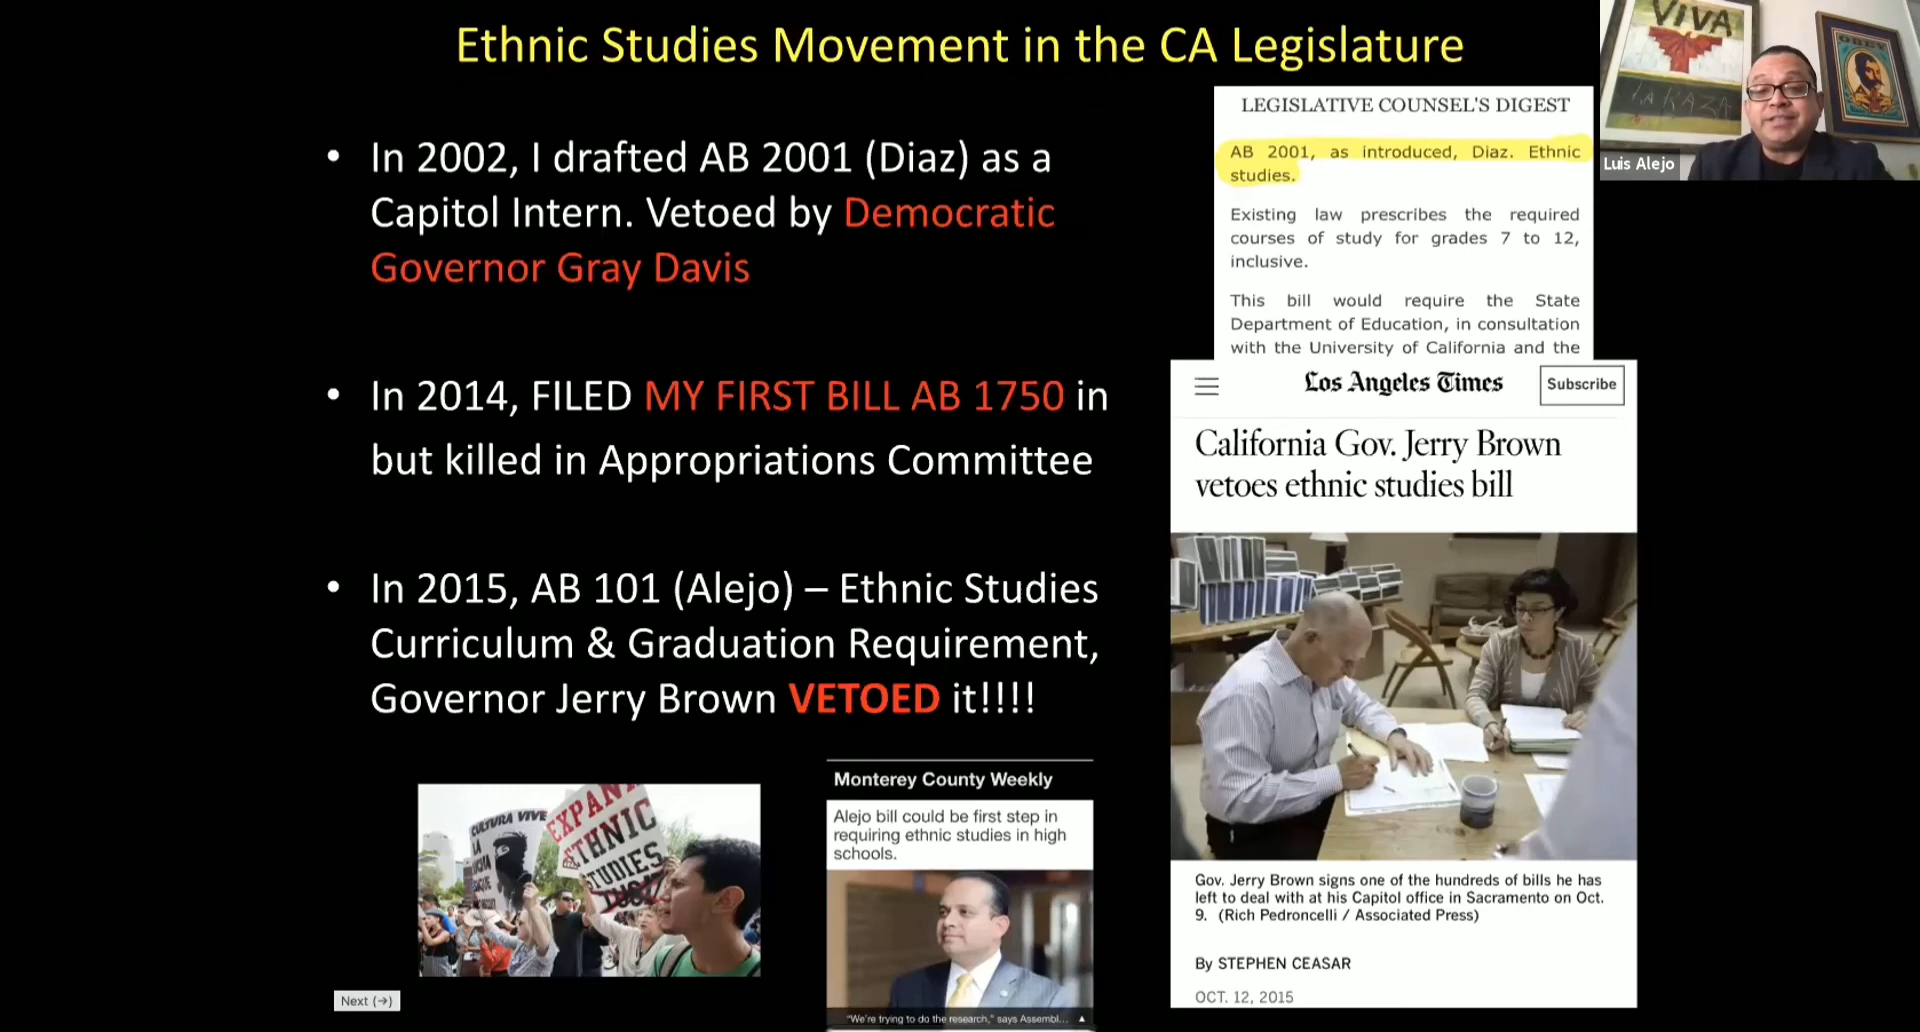 Ethnic Studies Movement in the CA Legislature
• In 2002, I drafted AB 2001 (Diaz) as a
Capitol Intern. Vetoed by Democratic
Governor Gray Davis
• In 2014, FILED MY FIRST BILL AB 1750 in
but killed in Appropriations Committee
• In 2015, AB 101 (Alejo) – Ethnic Studies
Curriculum & Graduation Requirement,
Governor Jerry Brown VETOED it!!!!
CULTURA VIVE
LA
EXPAND
ETHNIC
STUDIES
Next (→)
Monterey County Weekly
Alejo bill could be first step in
requiring ethnic studies in high
schools.
"We're trying to do the research," says Assembl... ▲
LEGISLATIVE COUNSEL'S DIGEST
AB 2001, as introduced, Diaz. Ethnic
studies.
Existing law prescribes the required
courses of study for grades 7 to 12,
inclusive.
This bill would require the State
Department of Education, in consultation
with the University of California and the
Los Angeles Times
Subscribe
California Gov. Jerry Brown
vetoes ethnic studies bill
Gov. Jerry Brown signs one of the hundreds of bills he has
left to deal with at his Capitol office in Sacramento on Oct.
9. (Rich Pedroncelli / Associated Press)
By STEPHEN CEASAR
OCT. 12, 2015
VIVA
LA RAZA
OBEY
Luis Alejo